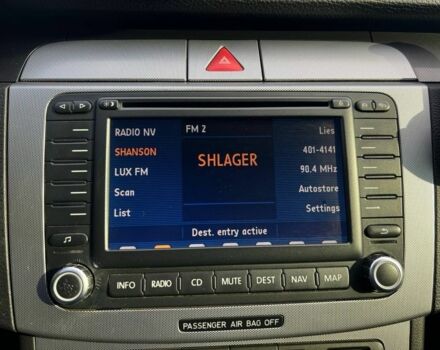 RADIO NV FM 2 Lies
SHANSON 401-4141
SHLAGER
LUX FM 90.4 MHz
Scan Autostore
List Settings
Dest. entry active
INFO RADIO CD MUTE DEST NAV MAP
PASSENGER AIR BAG OFF